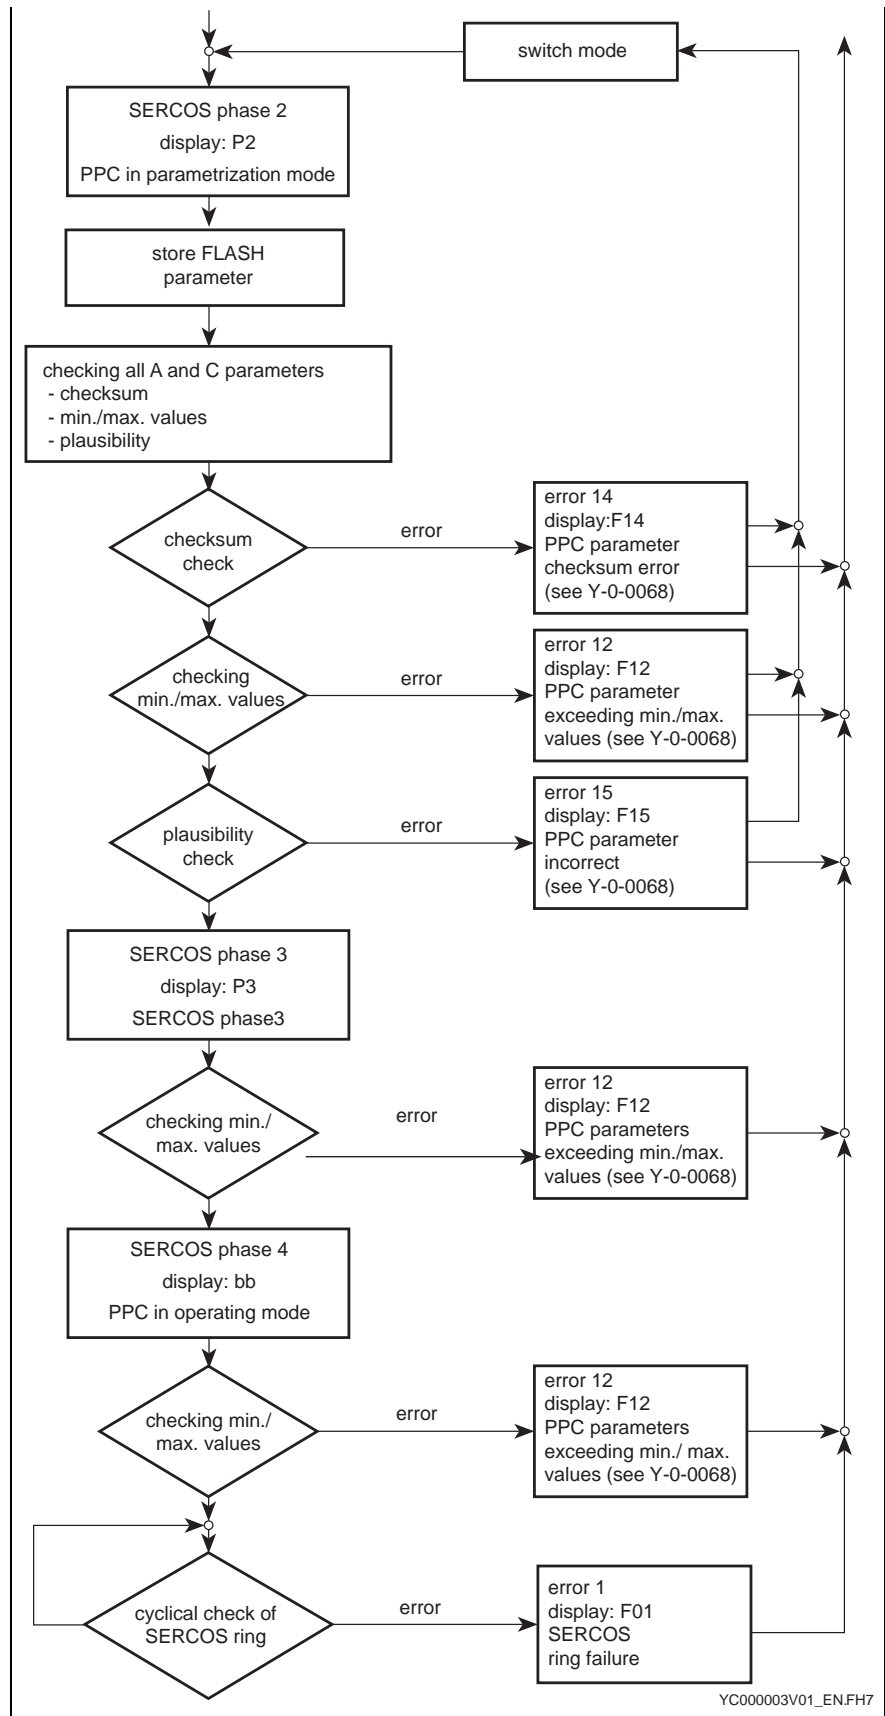 switch mode
SERCOS phase 2
display: P2
PPC in parametrization mode
store FLASH
parameter
checking all A and C parameters
- checksum
- min./max. values
- plausibility
checksum
check
error
error 14
display:F14
PPC parameter
checksum error
(see Y-0-0068)
checking
min./max. values
error
error 12
display: F12
PPC parameter
exceeding min./max.
values (see Y-0-0068)
plausibility
check
error
error 15
display: F15
PPC parameter
incorrect
(see Y-0-0068)
SERCOS phase 3
display: P3
SERCOS phase3
checking min./
max. values
error
error 12
display: F12
PPC parameters
exceeding min./max.
values (see Y-0-0068)
SERCOS phase 4
display: bb
PPC in operating mode
checking min./
max. values
error
error 12
display: F12
PPC parameters
exceeding min./ max.
values (see Y-0-0068)
cyclical check of
SERCOS ring
error
error 1
display: F01
SERCOS
ring failure
YC000003V01_EN.FH7